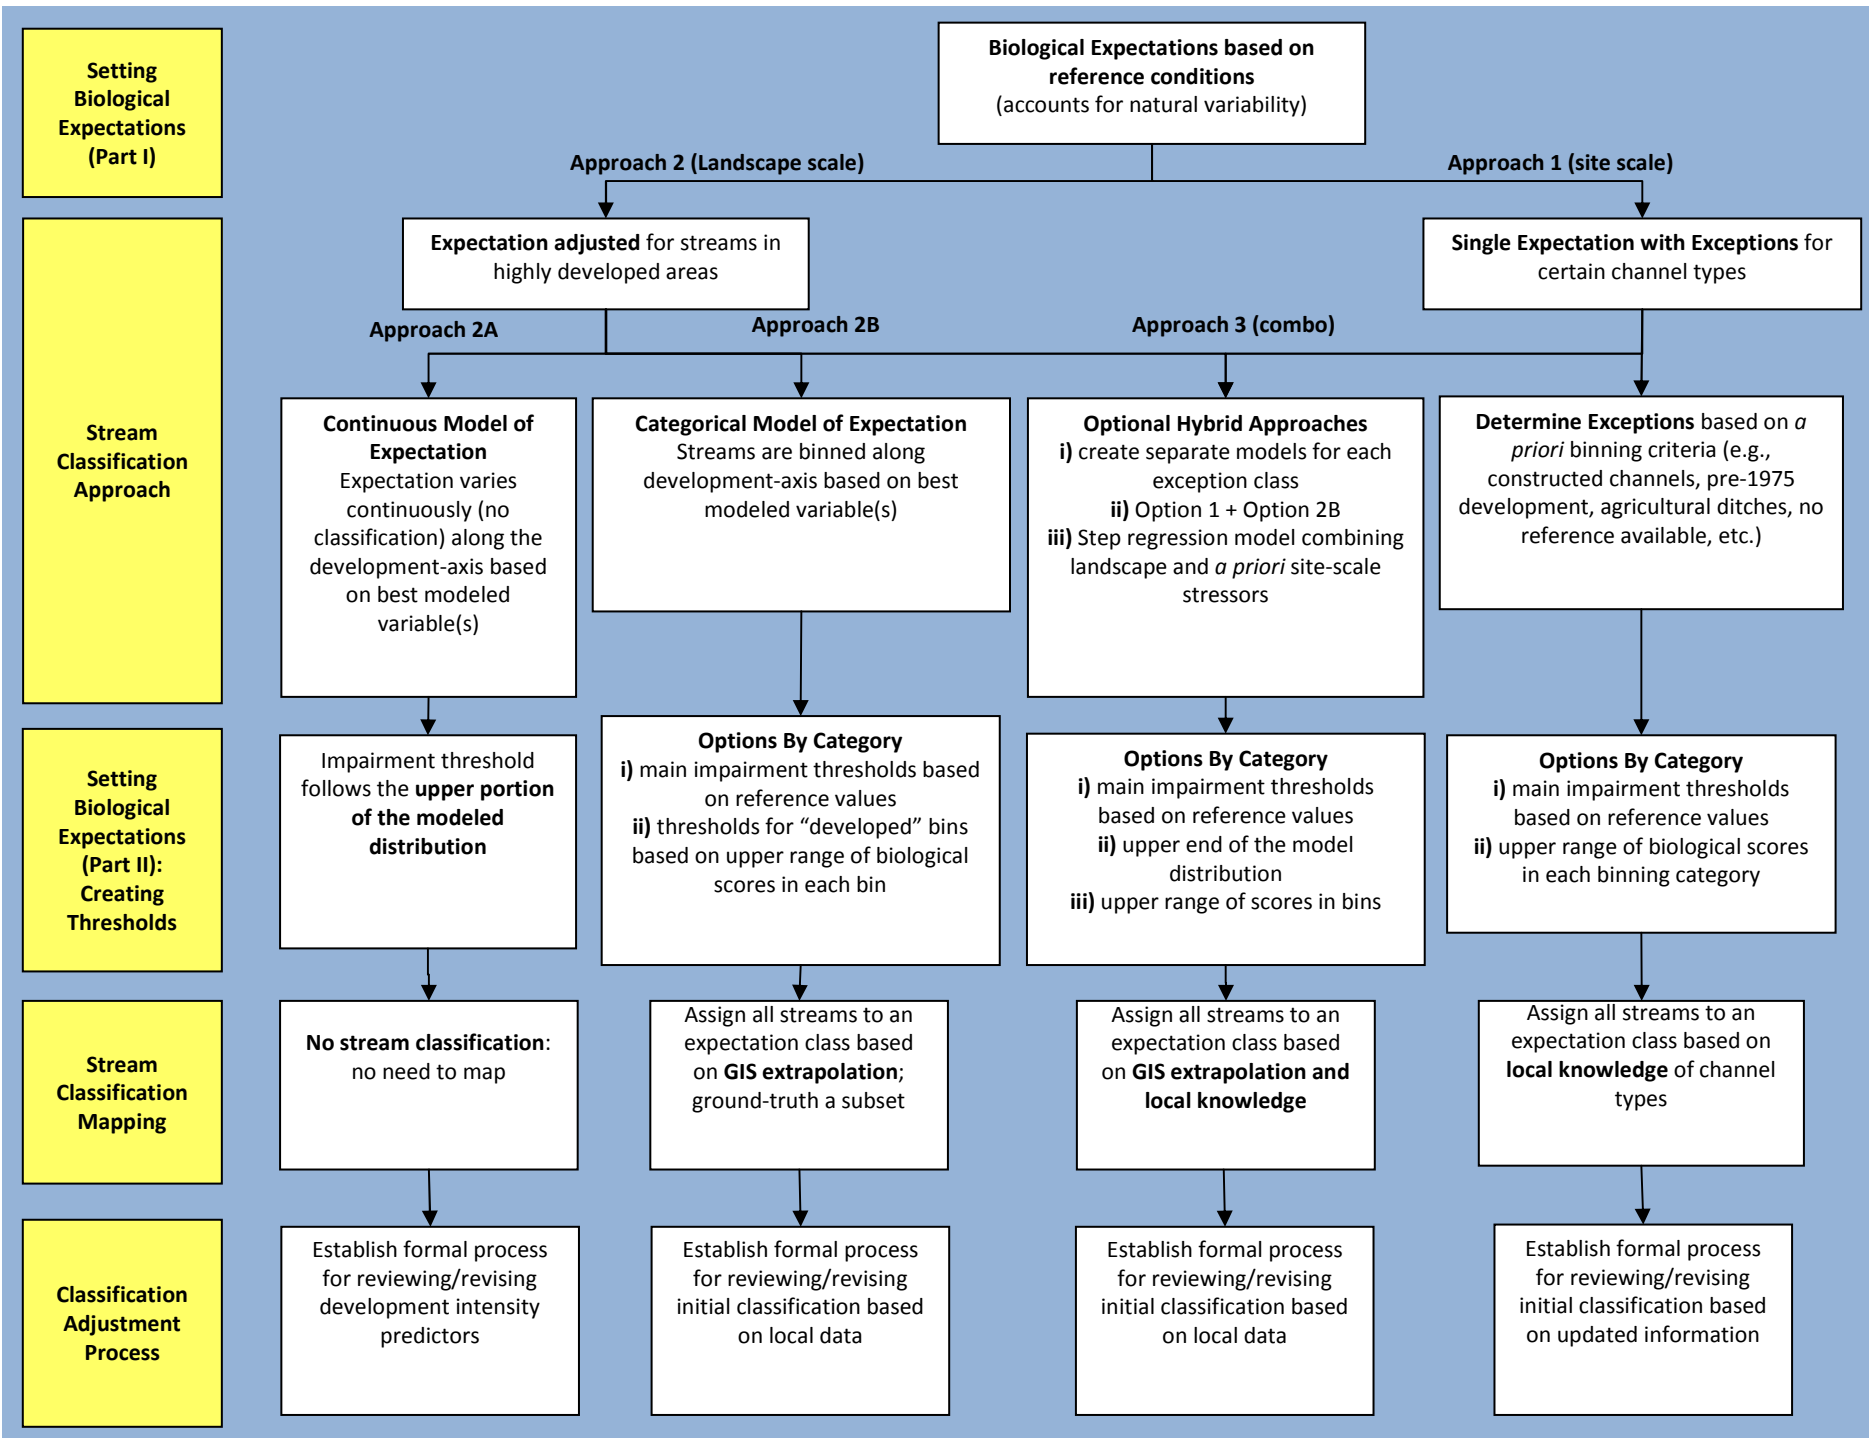 Setting
Biological
Expectations
(Part I)
Biological Expectations based on
reference conditions
(accounts for natural variability)
Approach 2 (Landscape scale)
Approach 1 (site scale)
Stream
Classification
Approach
Expectation adjusted for streams in
highly developed areas
Single Expectation with Exceptions for
certain channel types
Approach 2A
Approach 2B
Approach 3 (combo)
Continuous Model of
Expectation
Expectation varies
continuously (no
classification) along the
development-axis based
on best modeled
variable(s)
Categorical Model of Expectation
Streams are binned along
development-axis based on best
modeled variable(s)
Optional Hybrid Approaches
i) create separate models for each
exception class
ii) Option 1 + Option 2B
iii) Step regression model combining
landscape and a priori site-scale
stressors
Determine Exceptions based on a
priori binning criteria (e.g.,
constructed channels, pre-1975
development, agricultural ditches, no
reference available, etc.)
Setting
Biological
Expectations
(Part II):
Creating
Thresholds
Impairment threshold
follows the upper portion
of the modeled
distribution
Options By Category
i) main impairment thresholds based
on reference values
ii) thresholds for “developed” bins
based on upper range of biological
scores in each bin
Options By Category
i) main impairment thresholds
based on reference values
ii) upper end of the model
distribution
iii) upper range of scores in bins
Options By Category
i) main impairment thresholds
based on reference values
ii) upper range of biological scores
in each binning category
Stream
Classification
Mapping
No stream classification:
no need to map
Assign all streams to an
expectation class based
on GIS extrapolation;
ground-truth a subset
Assign all streams to an
expectation class based
on GIS extrapolation and
local knowledge
Assign all streams to an
expectation class based on
local knowledge of channel
types
Classification
Adjustment
Process
Establish formal process
for reviewing/revising
development intensity
predictors
Establish formal process
for reviewing/revising
initial classification based
on local data
Establish formal process
for reviewing/revising
initial classification based
on local data
Establish formal process
for reviewing/revising
initial classification based
on updated information